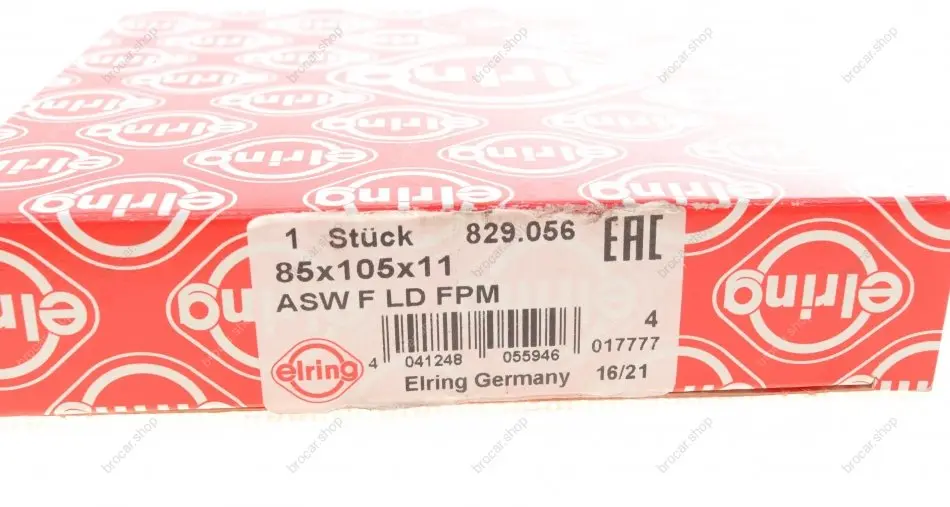 elring
1 Stück 829.056 EAC
85x105x11
ASW F LD FPM
4
4 041248 055946 017777
elring
Elring Germany 16/21
brocar.shop